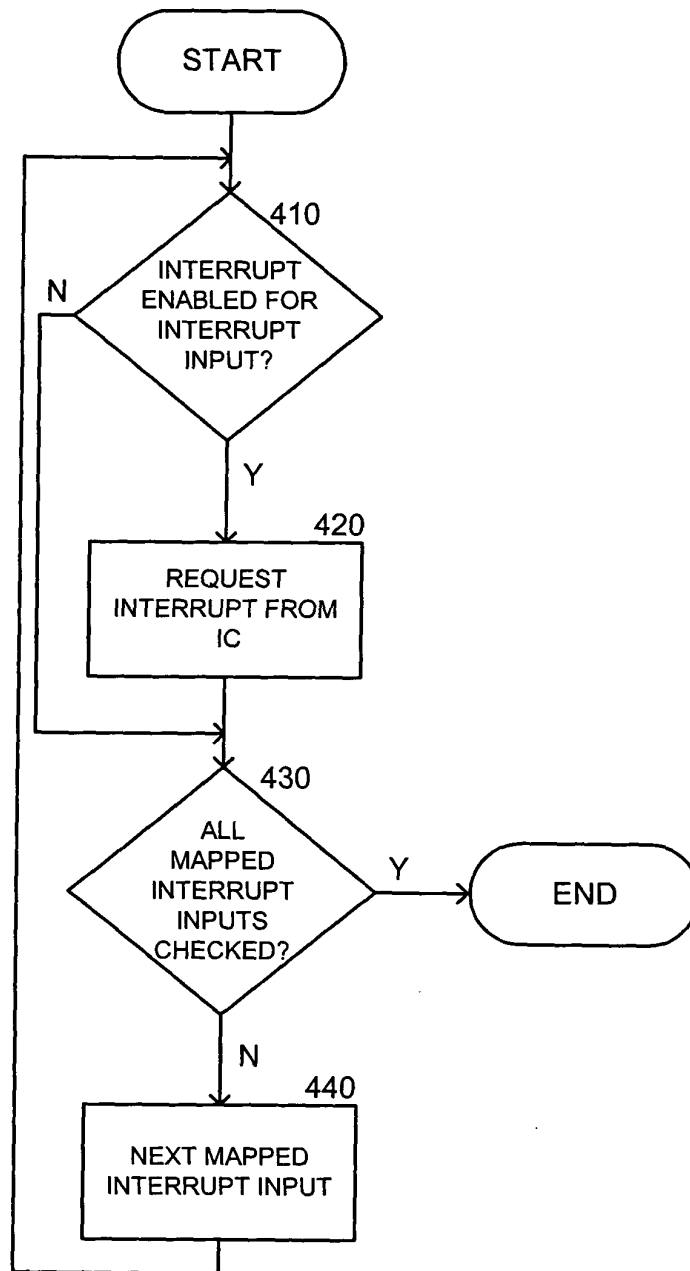 START
410
INTERRUPT
ENABLED FOR
INTERRUPT
INPUT?
N
Y
420
REQUEST
INTERRUPT FROM
IC
430
ALL
MAPPED
INTERRUPT
INPUTS
CHECKED?
Y
END
N
440
NEXT MAPPED
INTERRUPT INPUT